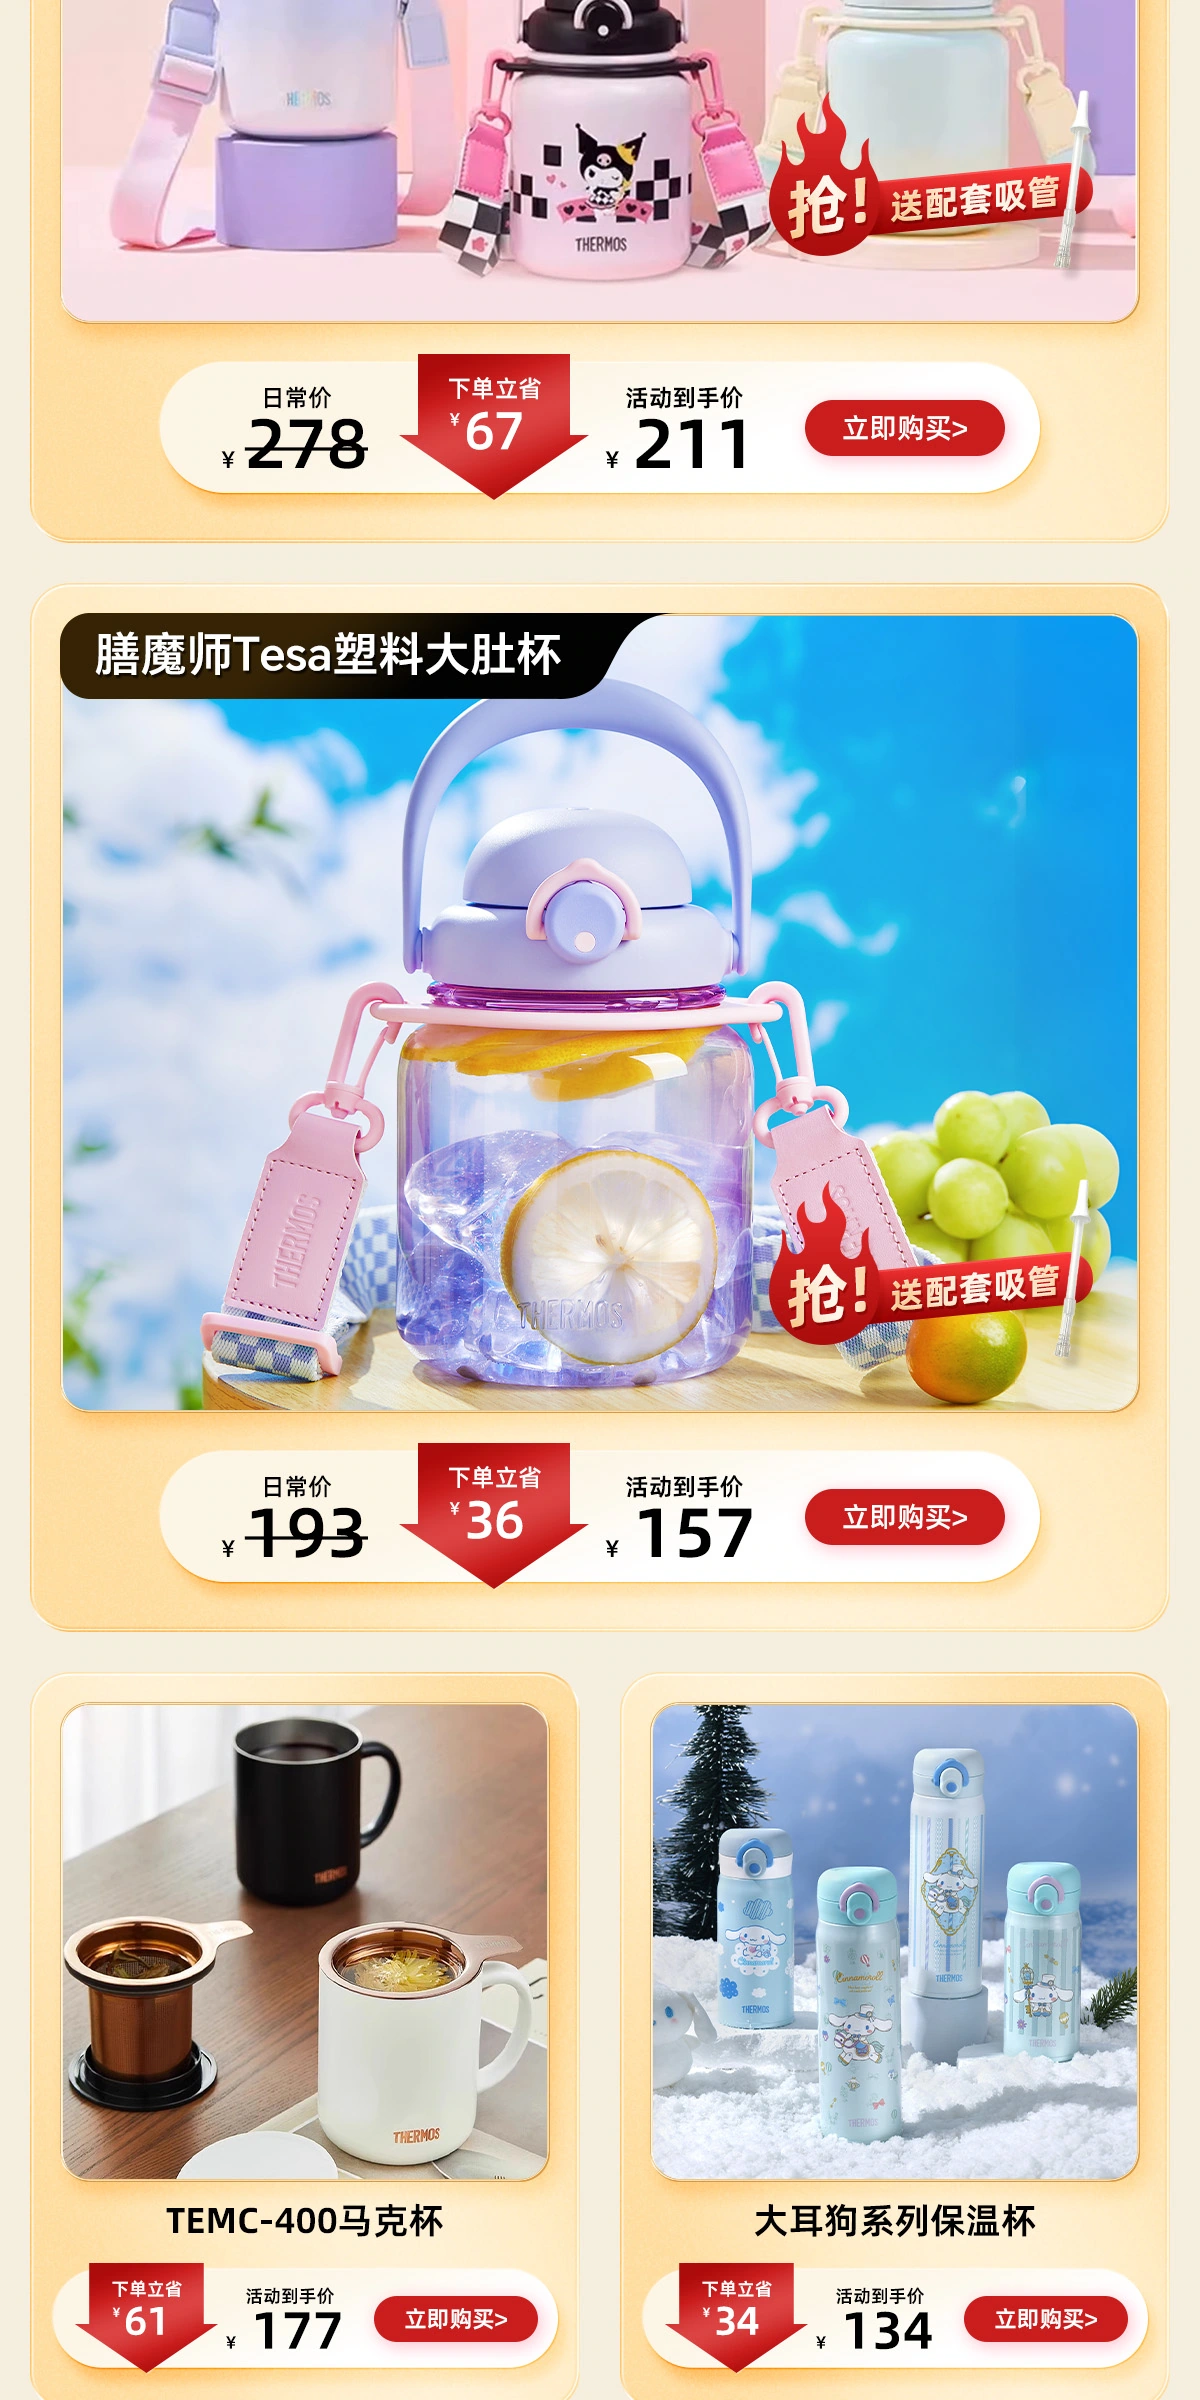 THERMOS
THERMOS
抢!
送配套吸管
日常价
¥ 278
下单立省
¥67
活动到手价
¥ 211
立即购买>
膳魔师Tesa塑料大肚杯
THERMOS
THERMOS
抢!
送配套吸管
日常价
¥ 193
下单立省
¥36
活动到手价
¥ 157
立即购买>
THERMOS
THERMOS
TEMC-400马克杯
下单立省
¥61
活动到手价
¥ 177
立即购买>
Cinnamoroll
Cinnamoroll
THERMOS
THERMOS
THERMOS
THERMOS
大耳狗系列保温杯
下单立省
¥34
活动到手价
¥ 134
立即购买>